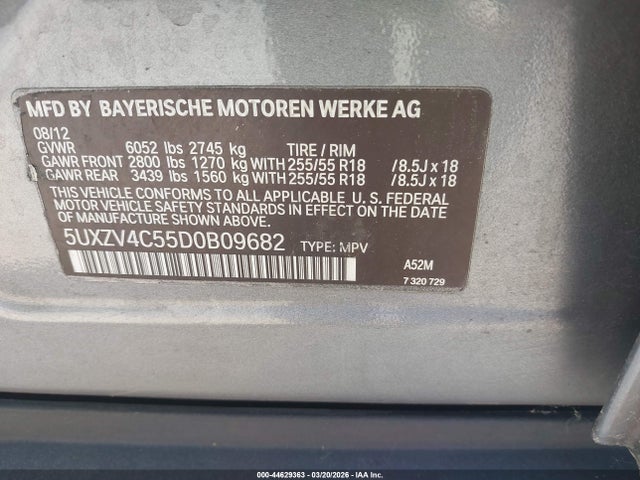 MFD BY BAYERISCHE MOTOREN WERKE AG
08/12
GVWR 6052 lbs 2745 kg TIRE / RIM
GAWR FRONT 2800 lbs 1270 kg WITH 255/55 R18 / 8.5J x 18
GAWR REAR 3439 lbs 1560 kg WITH 255/55 R18 / 8.5J x 18
THIS VEHICLE CONFORMS TO ALL APPLICABLE U. S. FEDERAL
MOTOR VEHICLE SAFETY STANDARDS IN EFFECT ON THE
DATE OF MANUFACTURE SHOWN ABOVE.
5UXZV4C55D0B09682 TYPE: MPV
A52M
7 320 729
000-44629363 - 03/20/2026 - IAA Inc.